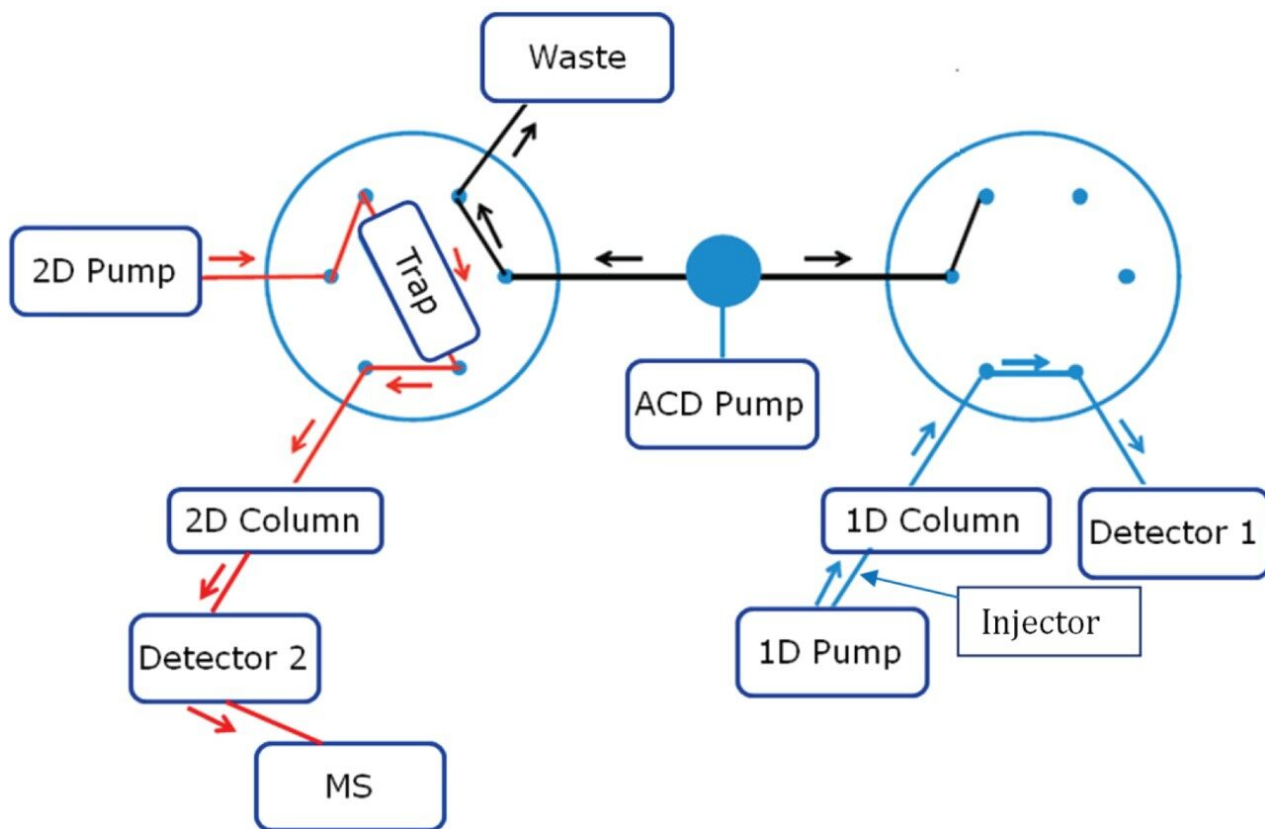 Waste
2D Pump
Trap
ACD Pump
2D Column
1D Column
Detector 1
Injector
Detector 2
1D Pump
MS